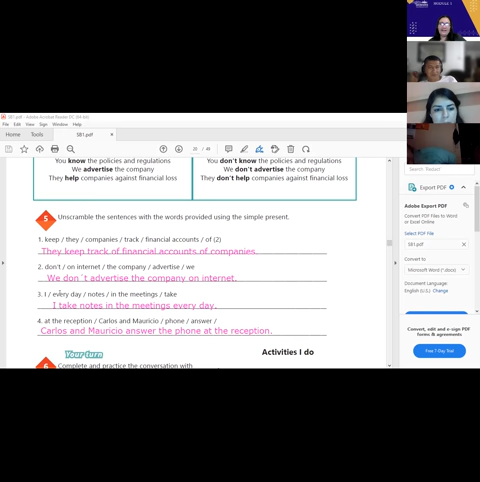 MODULE 1
SB1.pdf - Adobe Acrobat Reader DC (64-bit)
File Edit View Sign Window Help
Home Tools SB1.pdf ×
You know the policies and regulations
We advertise the company
They help companies against financial loss
You don't know the policies and regulations
We don't advertise the company
They don't help companies against financial loss
5 Unscramble the sentences with the words provided using the simple present.
1. keep / they / companies / track / financial accounts / of (2)
They keep track of financial accounts of companies.
2. don't / on internet / the company / advertise / we
We don´t advertise the company on internet.
3. I / every day / notes / in the meetings / take
I take notes in the meetings every day.
4. at the reception / Carlos and Mauricio / phone / answer /
Carlos and Mauricio answer the phone at the reception.
Your turn
Activities I do
6 Complete and practice the conversation with
Export PDF
Adobe Export PDF
Convert PDF Files to Word
or Excel Online
Select PDF File
SB1.pdf ×
Convert to
Microsoft Word (*.docx)
Document Language:
English (U.S.) Change
Convert, edit and e-sign PDF
forms & agreements
Free 7-Day Trial